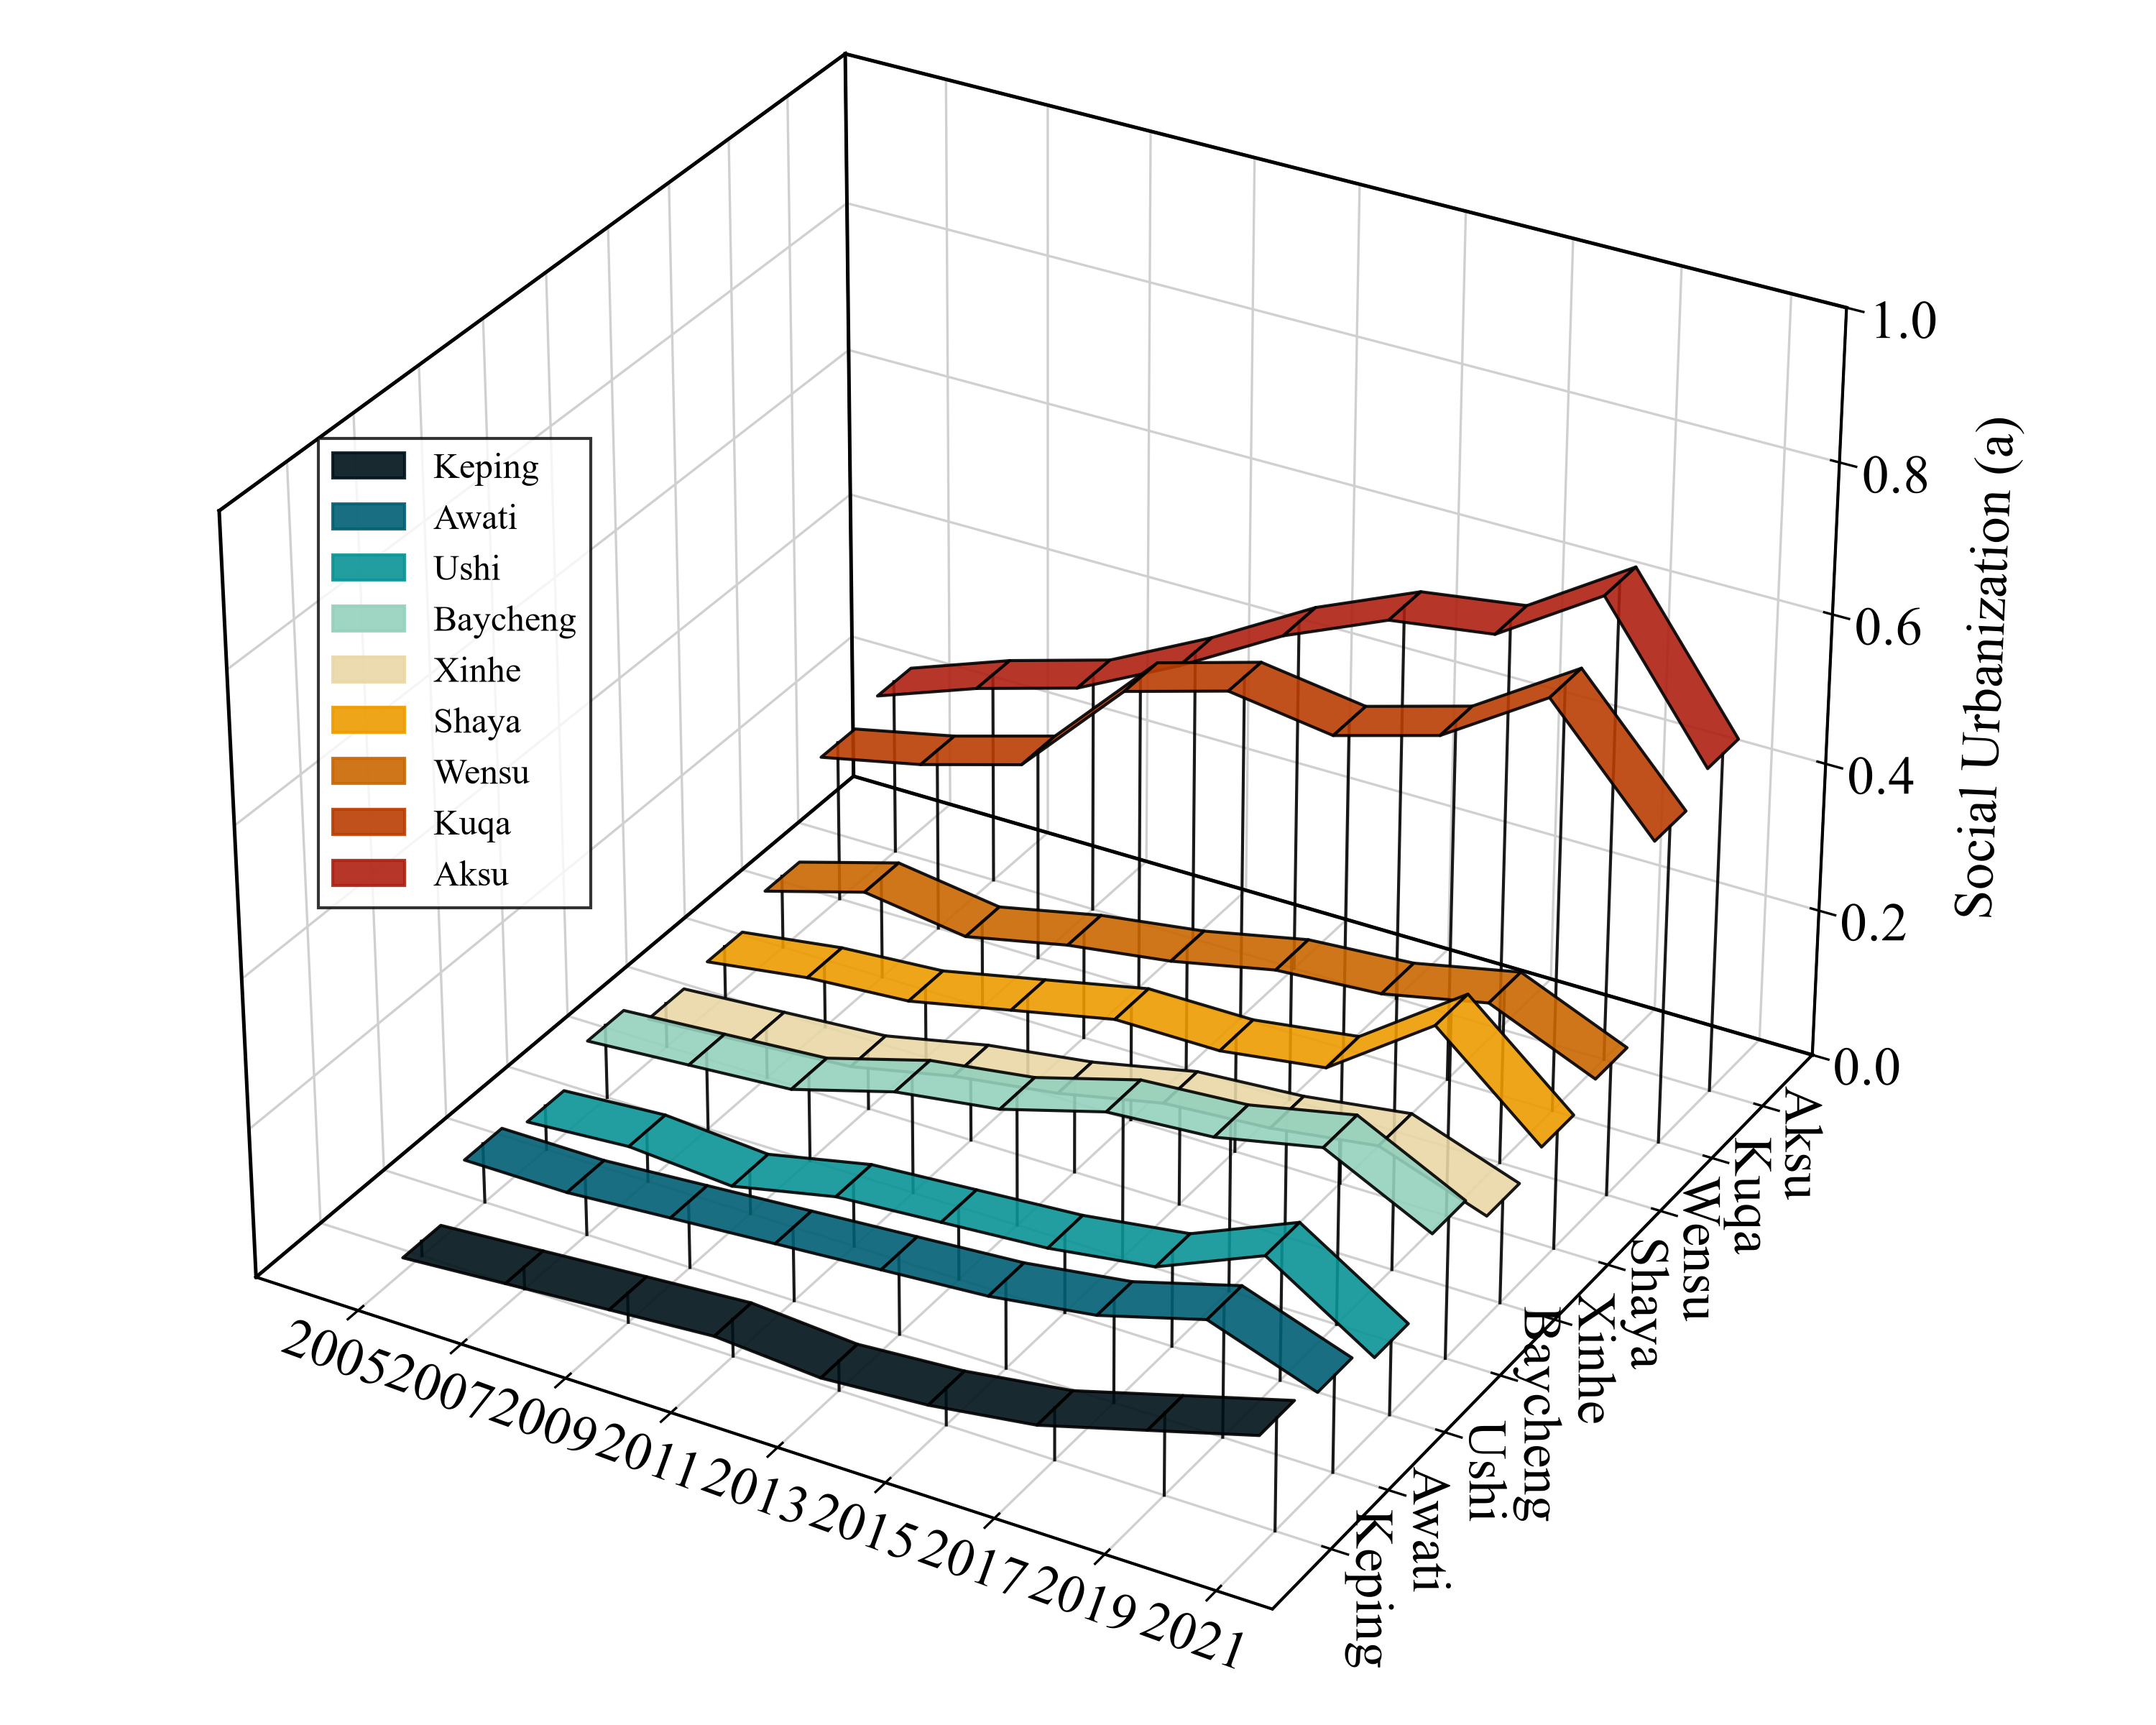 Keping
Awati
Ushi
Baycheng
Xinhe
Shaya
Wensu
Kuqa
Aksu
1.0
0.8
0.6
0.4
0.2
0.0
Social Urbanization (a)
2005
2007
2009
2011
2013
2015
2017
2019
2021
Keping
Awati
Ushi
Baycheng
Xinhe
Shaya
Wensu
Kuqa
Aksu